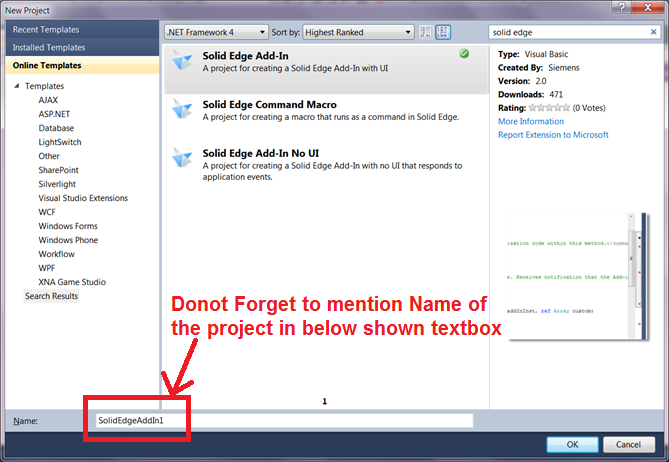 New Project
Recent Templates
.NET Framework 4
Sort by:
Highest Ranked
solid edge
Installed Templates
Online Templates
Templates
AJAX
ASP.NET
Database
LightSwitch
Other
SharePoint
Silverlight
Visual Studio Extensions
WCF
Windows Forms
Windows Phone
Workflow
WPF
XNA Game Studio
Search Results
Solid Edge Add-In
A project for creating a Solid Edge Add-In with UI
Solid Edge Command Macro
A project for creating a macro that runs as a command in Solid Edge.
Solid Edge Add-In No UI
A project for creating a Solid Edge Add-In with no UI that responds to
application events.
Type: Visual Basic
Created By: Siemens
Version: 2.0
Downloads: 471
Rating: (0 Votes)
More Information
Report Extension to Microsoft
ization code within this method.</summa
e. Receives notification that the Add-i
addInInst, ref Array custom)
Donot Forget to mention Name of
the project in below shown textbox
1
Name:
SolidEdgeAddIn1
OK
Cancel